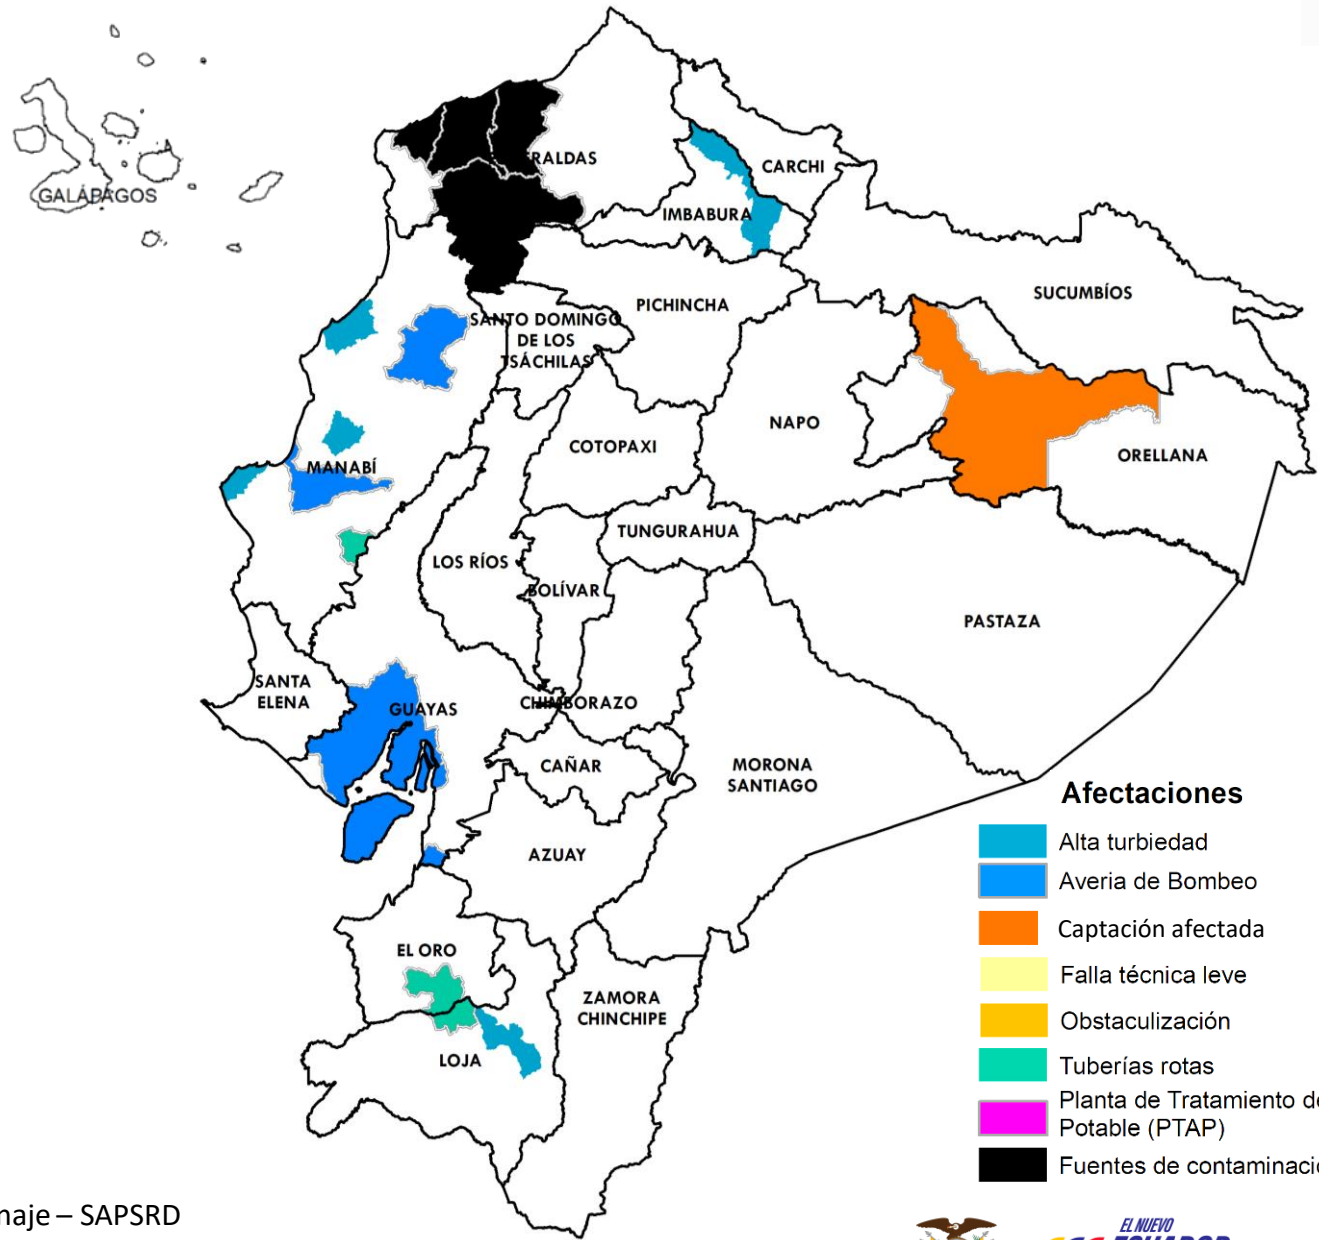 GALÁPAGOS
RALDAS
CARCHI
IMBABURA
SUCUMBÍOS
PICHINCHA
SANTO DOMINGO
DE LOS
TSÁCHILAS
NAPO
COTOPAXI
ORELLANA
MANABÍ
TUNGURAHUA
LOS RÍOS
BOLÍVAR
PASTAZA
SANTA
ELENA
GUAYAS
CHIMBORAZO
CAÑAR
MORONA
SANTIAGO
AZUAY
EL ORO
ZAMORA
CHINCHIPE
LOJA
Afectaciones
Alta turbiedad
Averia de Bombeo
Captación afectada
Falla técnica leve
Obstaculización
Tuberías rotas
Planta de Tratamiento de
Potable (PTAP)
Fuentes de contaminació
naje – SAPSRD
EL NUEVO
ECUADOR